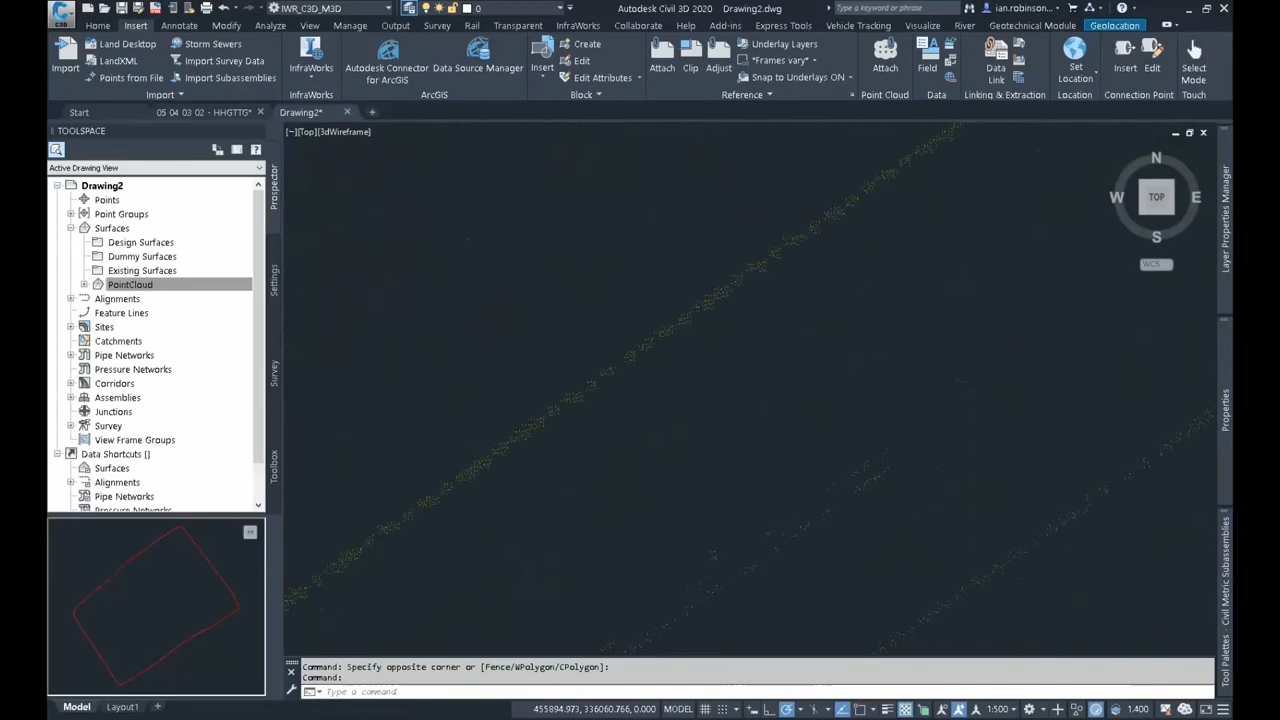 C3D
IWR_C_M3D
0
Autodesk Civil 3D 2020 Drawing2.dwg
Type a keyword or phrase
ian.robinson...
Home Insert Annotate Modify Analyze View Manage Output Survey Rail InfraWorks Collaborate Help Add-ins Express Tools Vehicle Tracking Visualize River Geotechnical Module Geolocation
Import
Land Desktop
LandXML
Points from File
Storm Sewers
Import Survey Data
Import Subassemblies
InfraWorks
Autodesk Connector for ArcGIS
Data Source Manager
Insert
Create
Edit
Edit Attributes
Attach
Clip
Adjust
Underlay Layers
*Frames vary*
Snap to Underlays ON
Attach
Field
Data Link
Set Location
Insert
Edit
Select Mode
Import InfraWorks ArcGIS Block Reference Point Cloud Data Linking & Extraction Location Connection Point Touch
Start 05 04 03 02 - HHGTTG* Drawing2*
TOOLSPACE
Active Drawing View
Drawing2
Points
Point Groups
Surfaces
Design Surfaces
Dummy Surfaces
Existing Surfaces
PointCloud
Alignments
Feature Lines
Sites
Catchments
Pipe Networks
Pressure Networks
Corridors
Assemblies
Junctions
Survey
View Frame Groups
Data Shortcuts []
Surfaces
Alignments
Pipe Networks
Pressure Networks
Prospector
Settings
Survey
Toolbox
[−][Top][3dWireframe]
N
W TOP E
S
WCS
Layer Properties Manager
Properties
Tool Palettes - Civil Metric Subassemblies
Command: Specify opposite corner or [Fence/WPolygon/CPolygon]:
Command:
Type a command
Model Layout1 +
455894.973, 336060.766, 0.000 MODEL 1:500 1.400